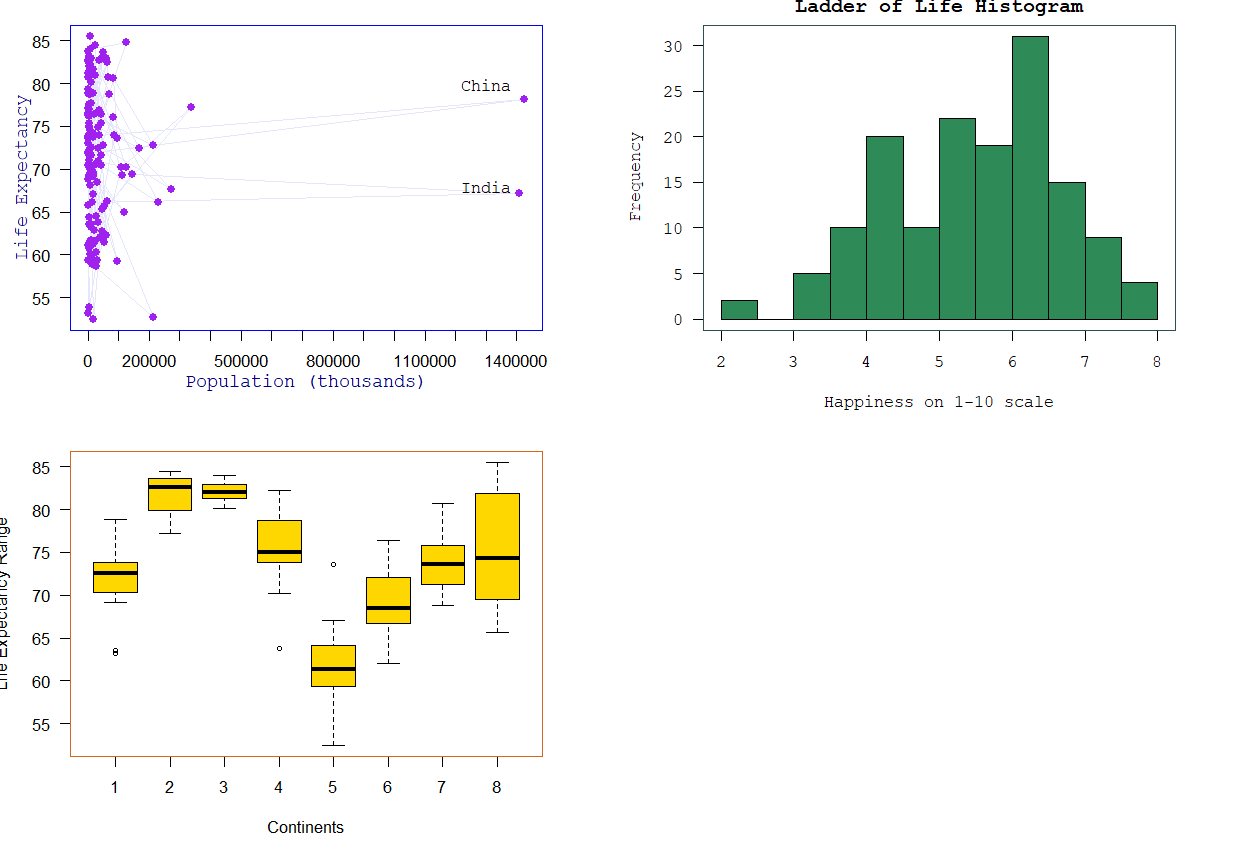 85
80
75
70
65
60
55
Life Expectancy
China
India
0 200000 500000 800000 1100000 1400000
Population (thousands)
Ladder of Life Histogram
30
25
20
15
10
5
0
Frequency
2 3 4 5 6 7 8
Happiness on 1-10 scale
85
80
75
70
65
60
55
Life Expectancy Range
1 2 3 4 5 6 7 8
Continents